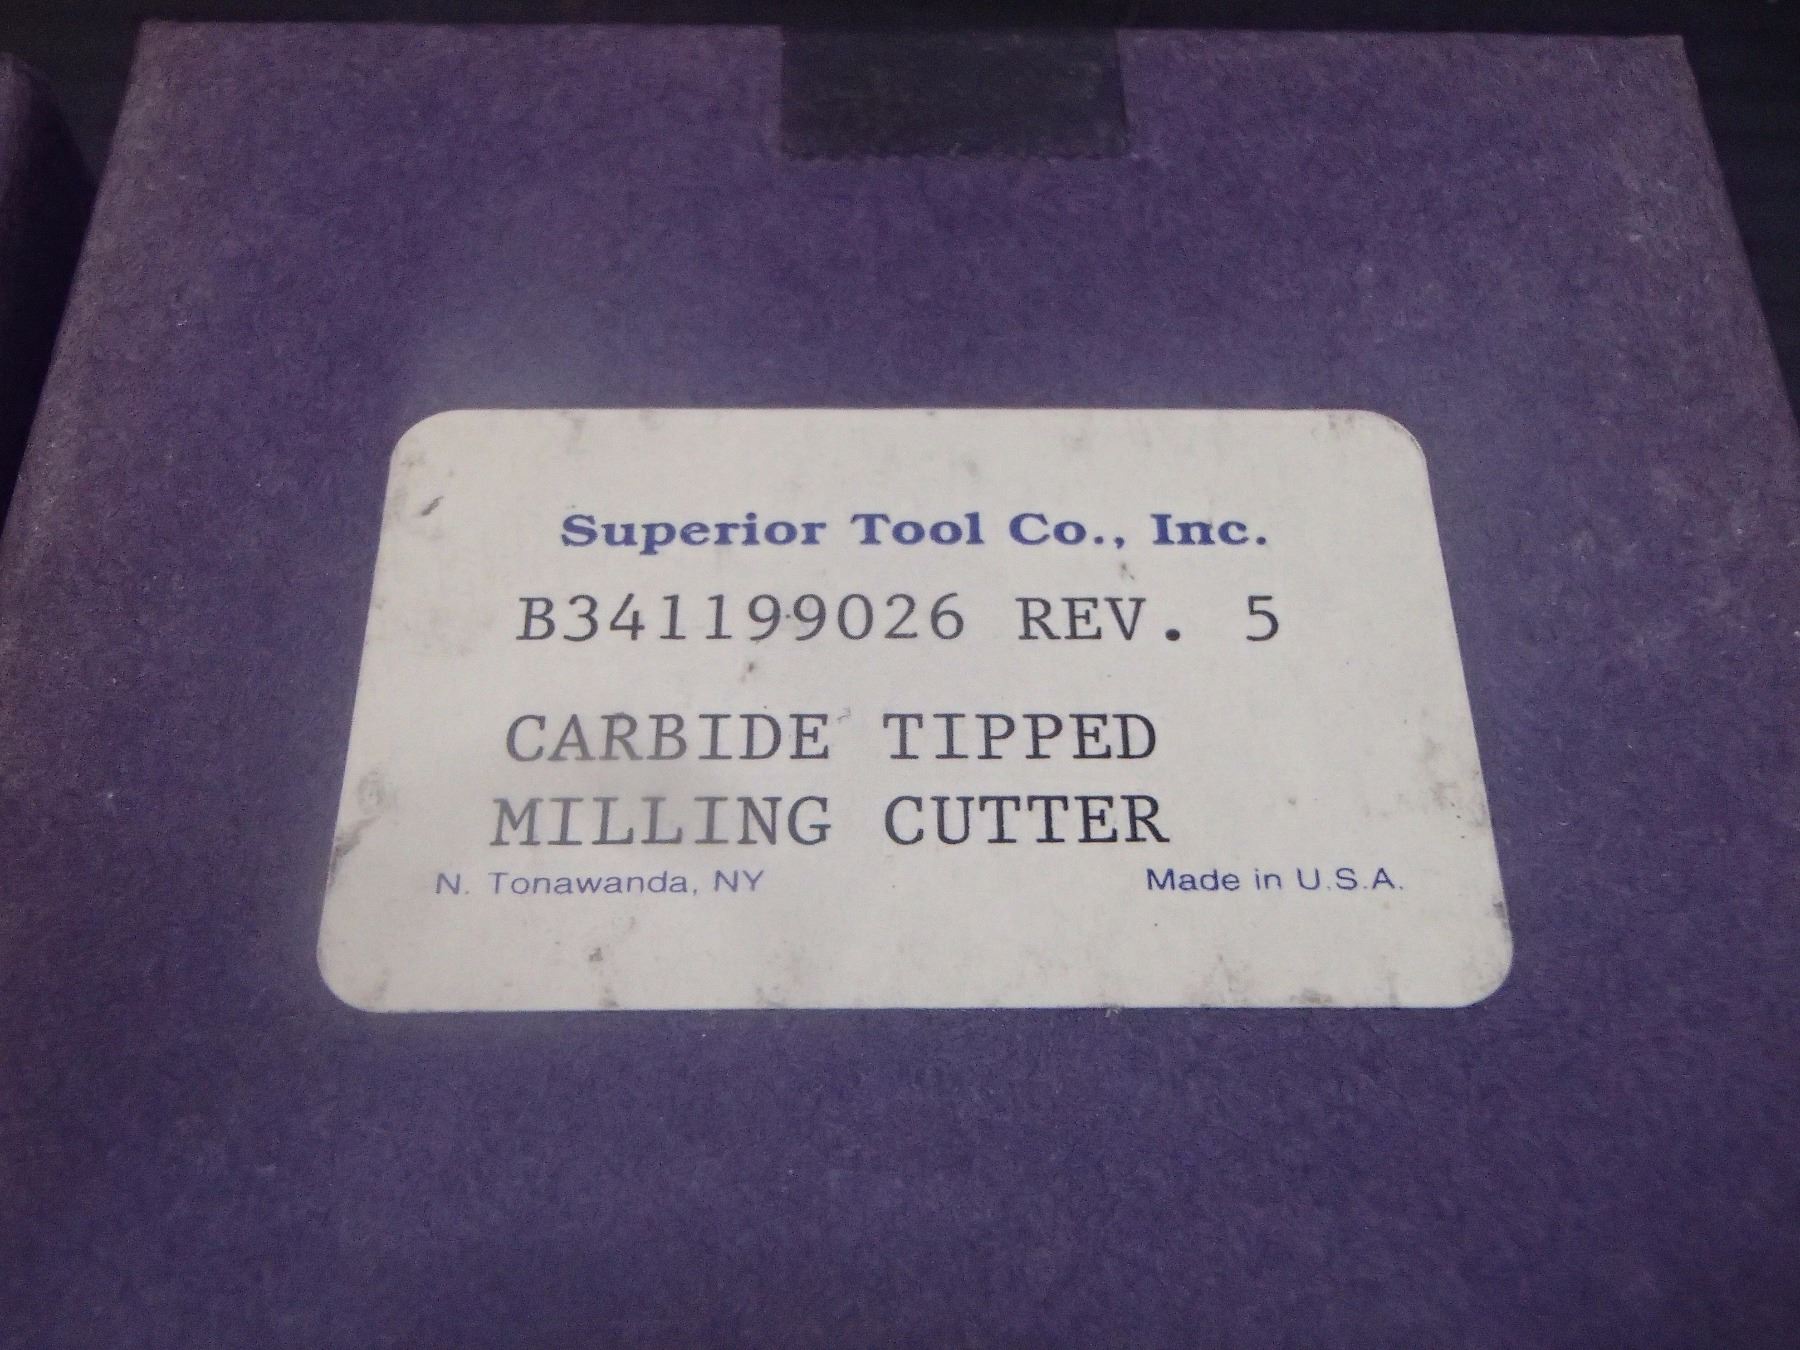 Superior Tool Co., Inc.
B341199026 REV. 5
CARBIDE TIPPED
MILLING CUTTER
N. Tonawanda, NY Made in U.S.A.